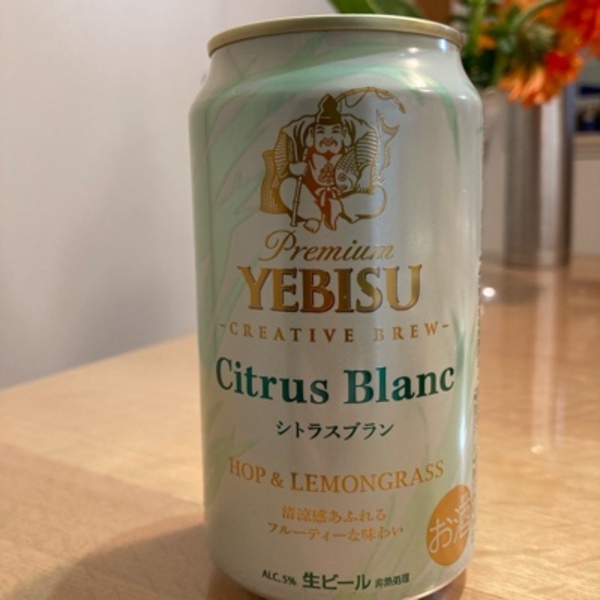 Premium
YEBISU
-CREATIVE BREW-
Citrus Blanc
シトラスブラン
HOP & LEMONGRASS
清涼感あふれる
フルーティーな味わい
お酒
ALC.5% 生ビール 非熱処理